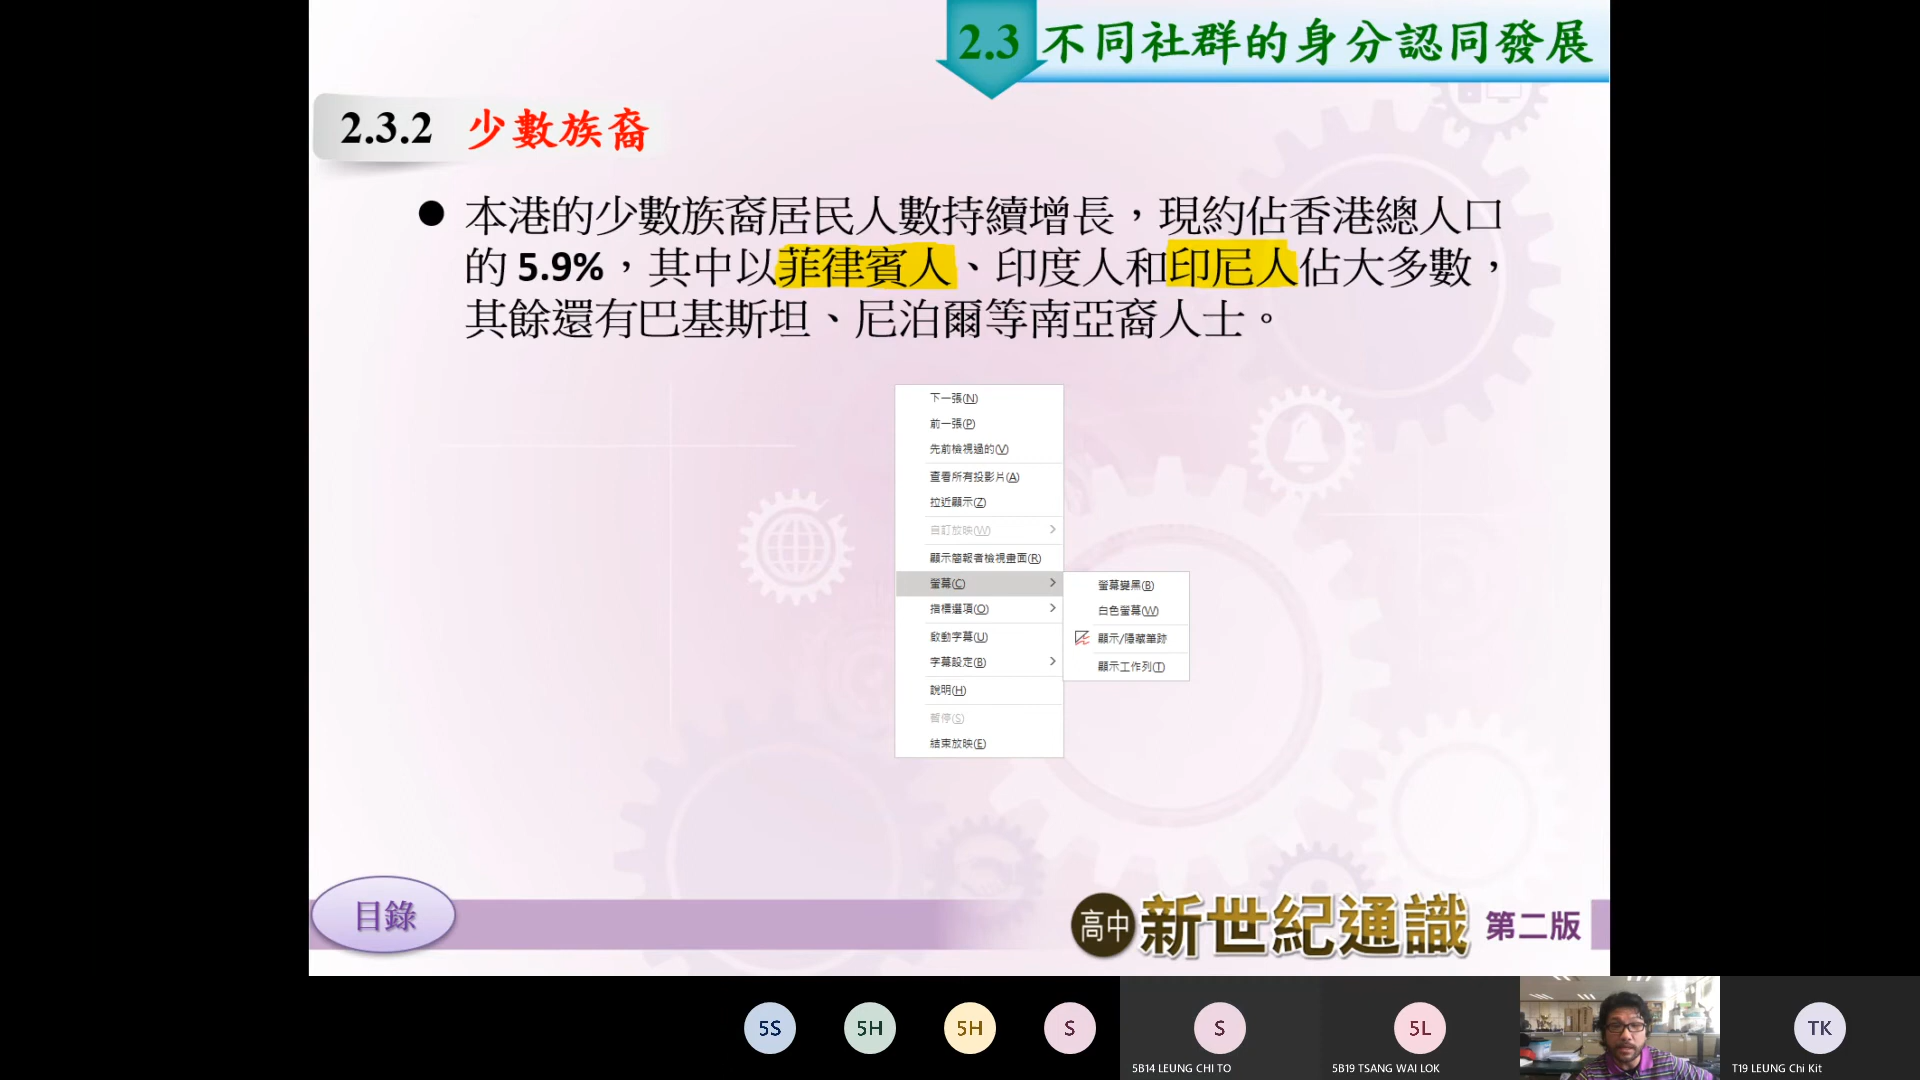 2.3 不同社群的身分認同發展
2.3.2 少數族裔
● 本港的少數族裔居民人數持續增長，現約佔香港總人口
的 5.9%，其中以菲律賓人、印度人和印尼人佔大多數，
其餘還有巴基斯坦、尼泊爾等南亞裔人士。
下一張(N)
前一張(P)
先前檢視過的(V)
查看所有投影片(A)
拉近顯示(Z)
自訂放映(W)
顯示簡報者檢視畫面(R)
螢幕(C)
指標選項(O)
啟動字幕(U)
字幕設定(B)
說明(H)
暫停(S)
結束放映(E)
螢幕變黑(B)
白色螢幕(W)
顯示/隱藏筆跡
顯示工作列(T)
目錄
高中 新世紀通識 第二版
5S
5H
5H
S
S
5L
TK
5B14 LEUNG CHI TO
5B19 TSANG WAI LOK
T19 LEUNG Chi Kit